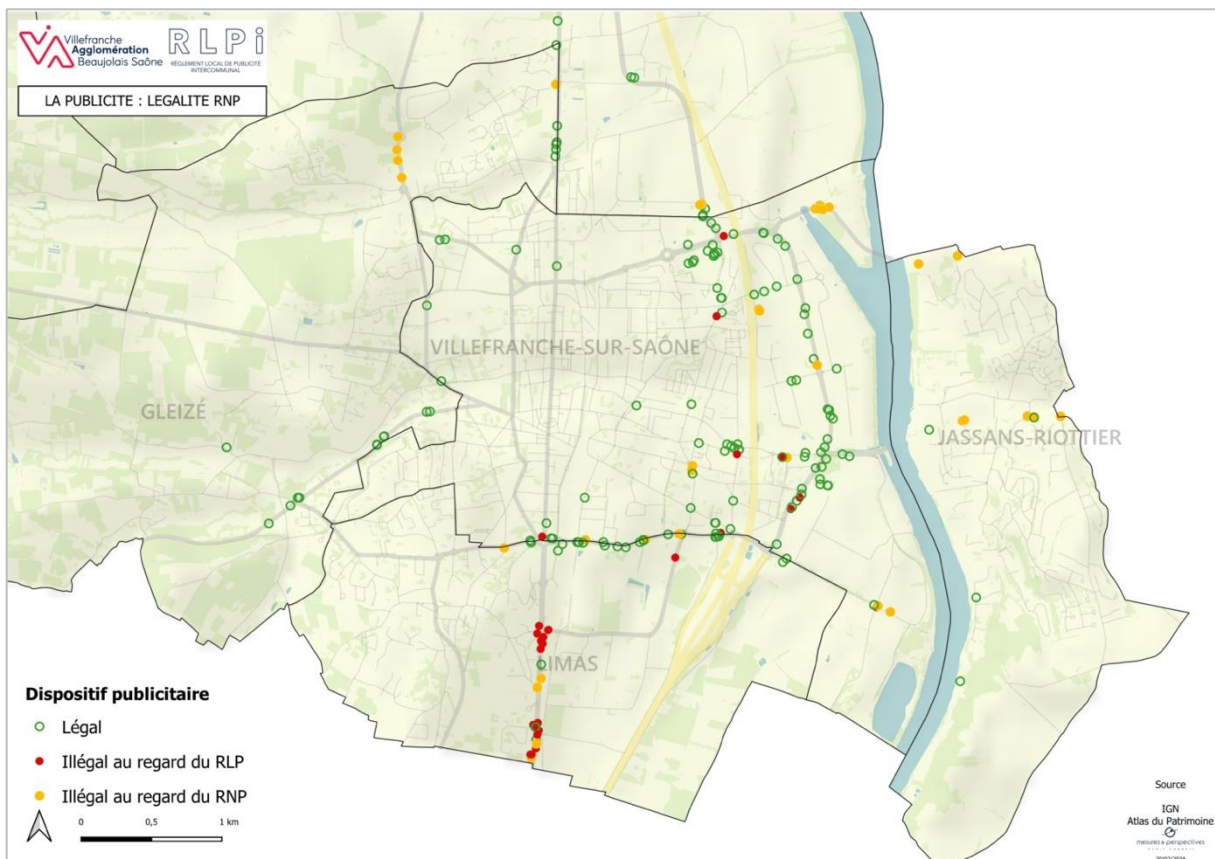 Villefranche
Agglomération
Beaujolais Saône
RLPi
RÈGLEMENT LOCAL DE PUBLICITÉ
INTERCOMMUNAL
LA PUBLICITE : LEGALITE RNP
VILLEFRANCHE-SUR-SAÔNE
GLEIZÉ
JASSANS-RIOTTIER
LIMAS
Dispositif publicitaire
Légal
Illégal au regard du RLP
Illégal au regard du RNP
0 0,5 1 km
Source
IGN
Atlas du Patrimoine
mesures & perspectives